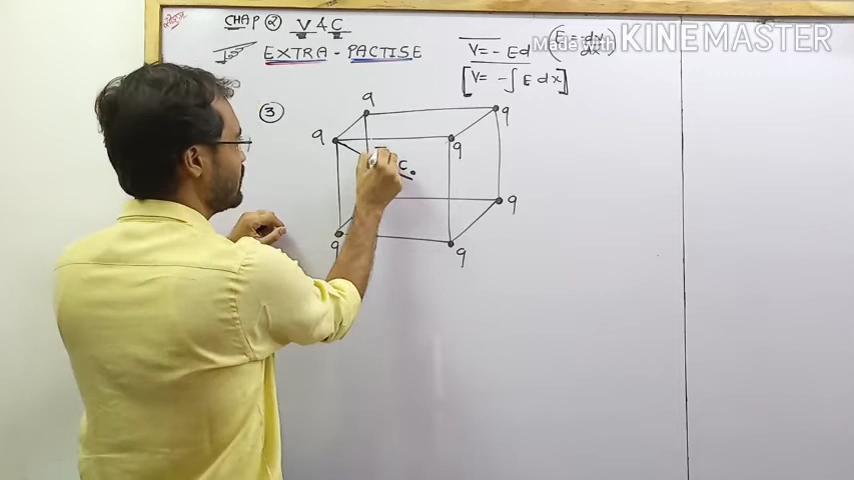 CHAP ② V & C
EXTRA - PACTISE
V = - Ed
(E = - dv/dx)
[V = - ∫ E dx]
Made with KINEMASTER
③
q
q
q
q
C
q
q
q